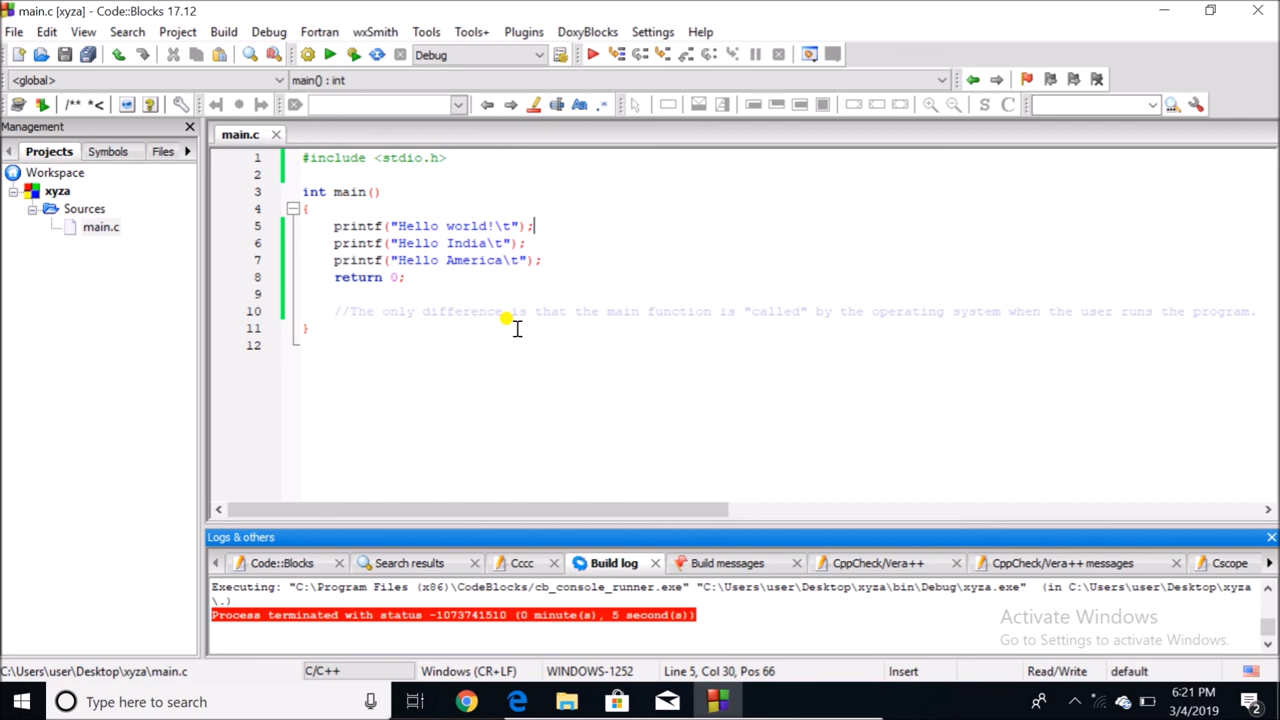 main.c [xyza] - Code::Blocks 17.12
File Edit View Search Project Build Debug Fortran wxSmith Tools Tools+ Plugins DoxyBlocks Settings Help
Debug
<global> main() : int
/** *<
Management
main.c
Projects Symbols Files
Workspace
xyza
Sources
main.c
1 #include <stdio.h>
2
3 int main()
4 {
5 printf("Hello world!\t");
6 printf("Hello India\t");
7 printf("Hello America\t");
8 return 0;
9
10 //The only difference is that the main function is "called" by the operating system when the user runs the program.
11 }
12
Logs & others
Code::Blocks Search results Cccc Build log Build messages CppCheck/Vera++ CppCheck/Vera++ messages Cscope
Executing: "C:\Program Files (x86)\CodeBlocks/cb_console_runner.exe" "C:\Users\user\Desktop\xyza\bin\Debug\xyza.exe" (in C:\Users\user\Desktop\xyza
\.)
Process terminated with status -1073741510 (0 minute(s), 5 second(s))
Activate Windows
Go to Settings to activate Windows.
C:\Users\user\Desktop\xyza\main.c C/C++ Windows (CR+LF) WINDOWS-1252 Line 5, Col 30, Pos 66 Insert Read/Write default
Type here to search
6:21 PM
3/4/2019
2